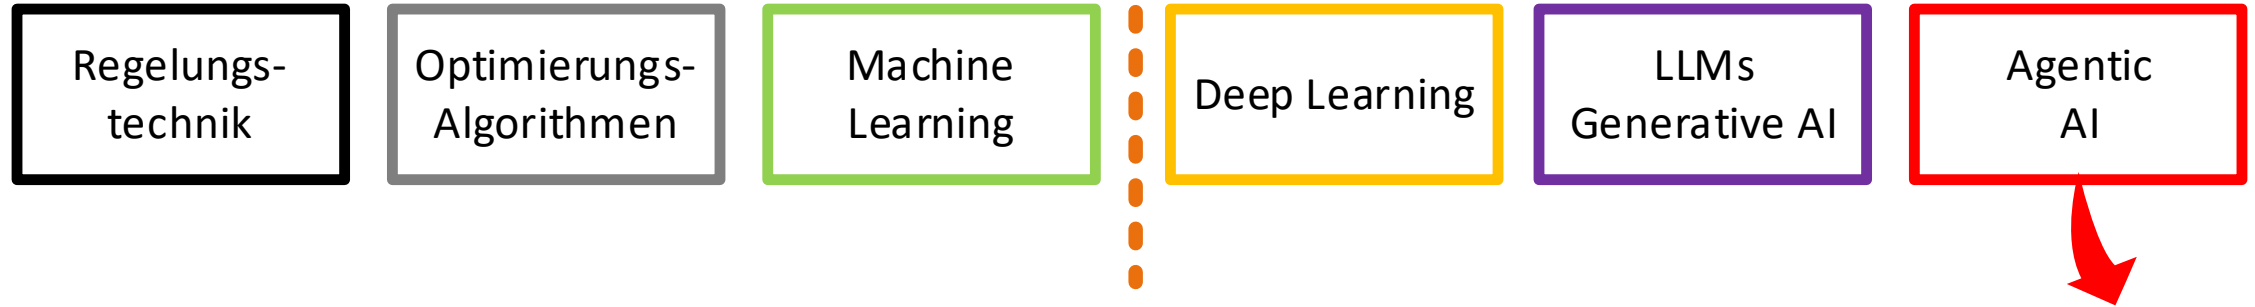 Regelungs-
technik
Optimierungs-
Algorithmen
Machine
Learning
Deep Learning
LLMs
Generative AI
Agentic
AI